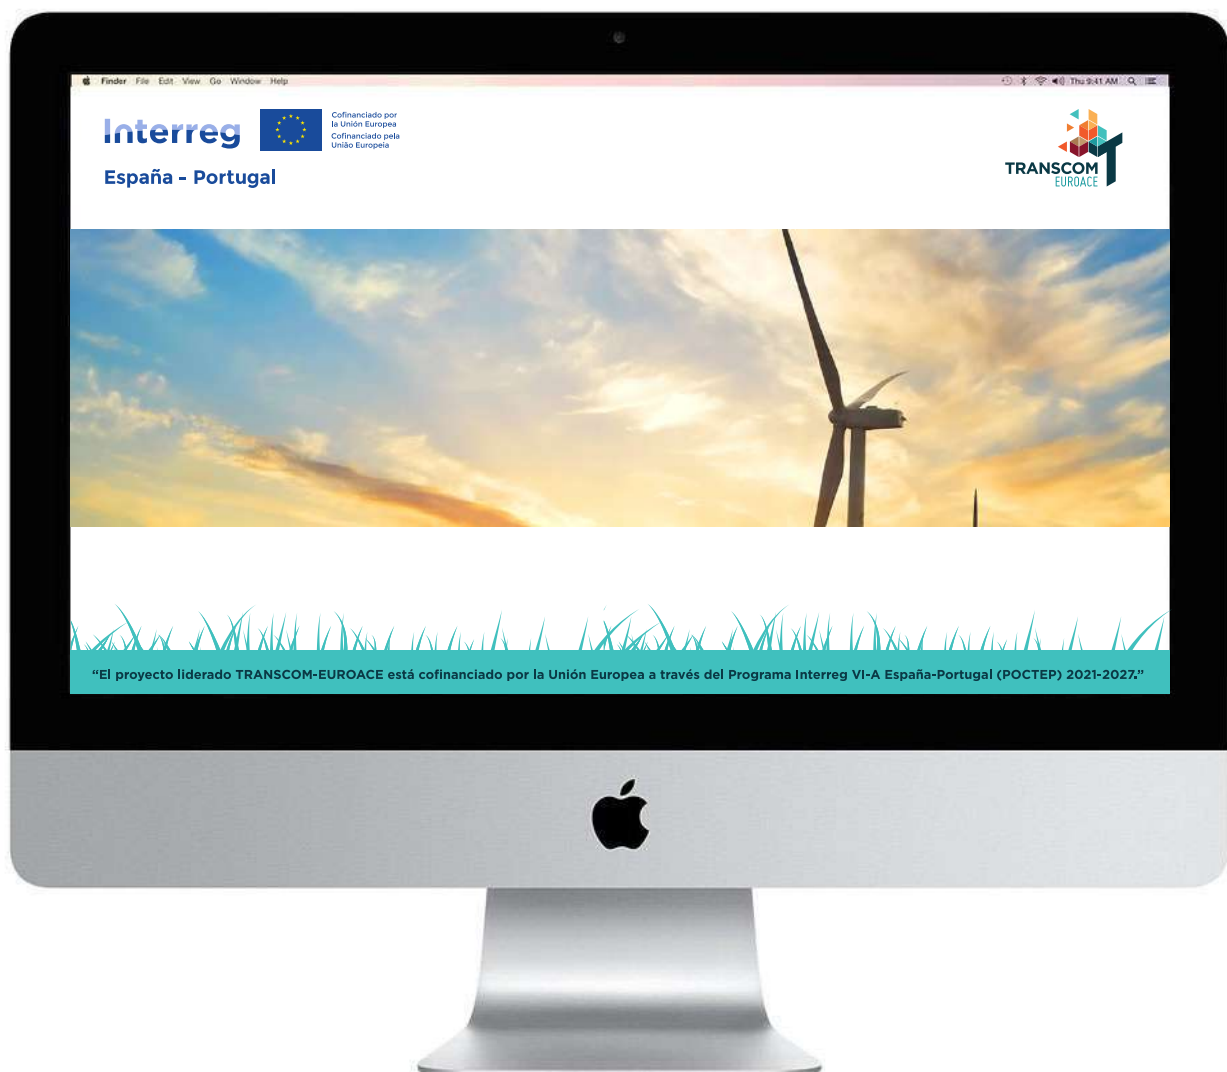 Finder File Edit View Go Window Help
Thu 9:41 AM
Interreg
Cofinanciado por
la Unión Europea
Cofinanciado pela
União Europeia
España - Portugal
TRANSCOM
EUROACE
“El proyecto liderado TRANSCOM-EUROACE está cofinanciado por la Unión Europea a través del Programa Interreg VI-A España-Portugal (POCTEP) 2021-2027.”